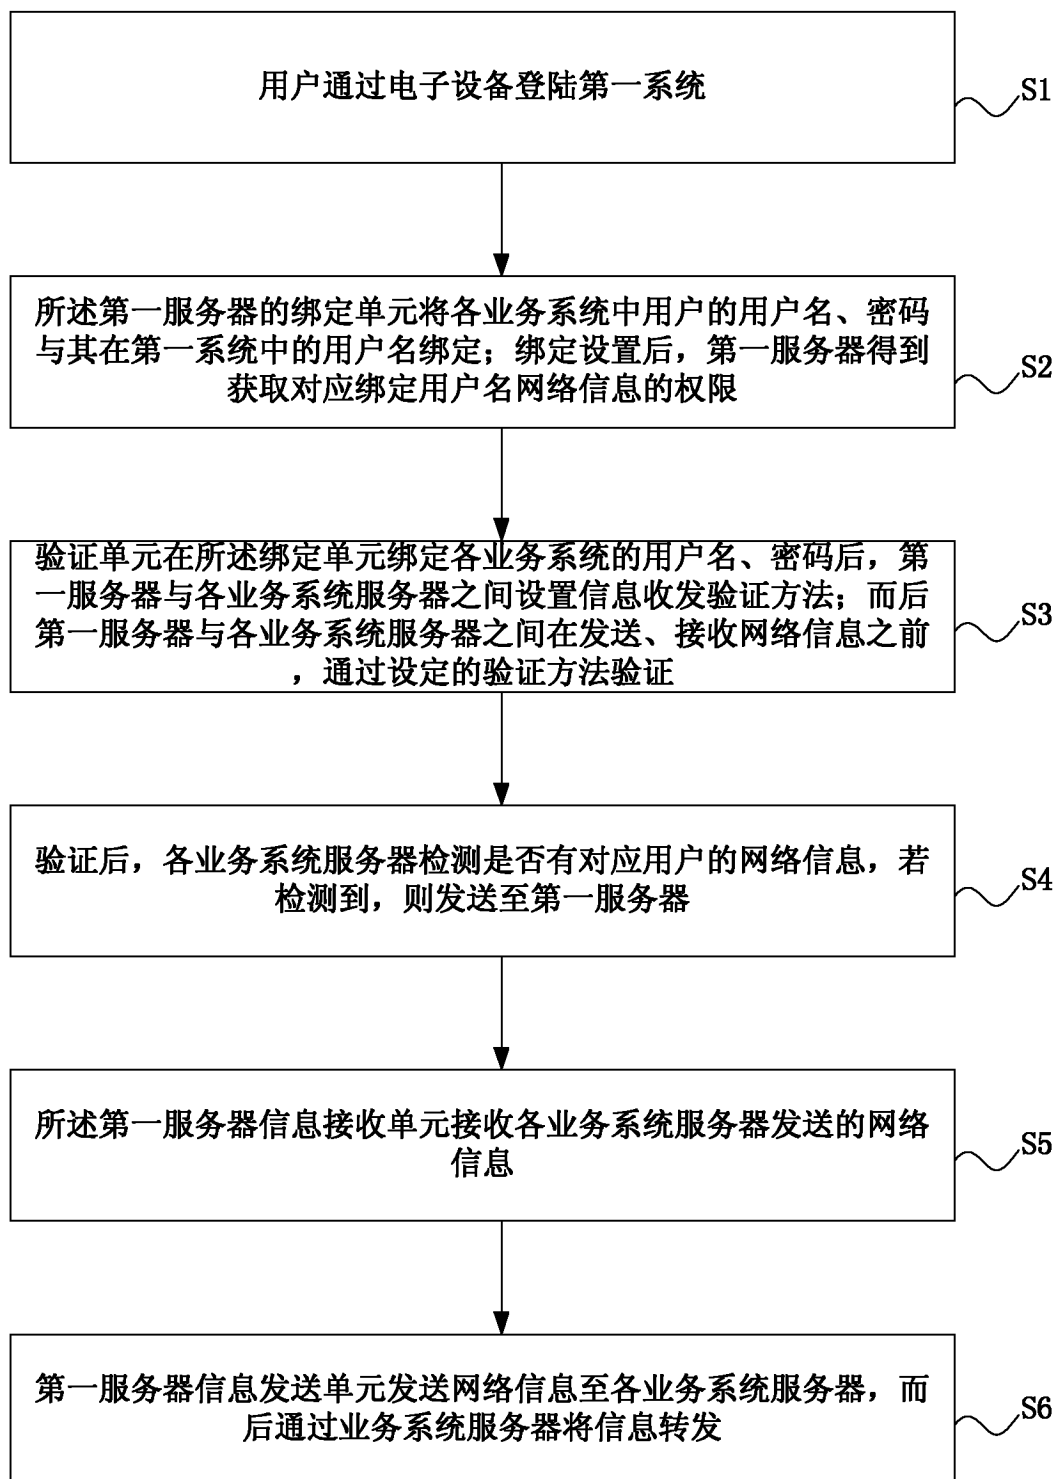 用户通过电子设备登陆第一系统
S1
所述第一服务器的绑定单元将各业务系统中用户的用户名、密码
与其在第一系统中的用户名绑定；绑定设置后，第一服务器得到
获取对应绑定用户名网络信息的权限
S2
验证单元在所述绑定单元绑定各业务系统的用户名、密码后，第
一服务器与各业务系统服务器之间设置信息收发验证方法；而后
第一服务器与各业务系统服务器之间在发送、接收网络信息之前
，通过设定的验证方法验证
S3
验证后，各业务系统服务器检测是否有对应用户的网络信息，若
检测到，则发送至第一服务器
S4
所述第一服务器信息接收单元接收各业务系统服务器发送的网络
信息
S5
第一服务器信息发送单元发送网络信息至各业务系统服务器，而
后通过业务系统服务器将信息转发
S6